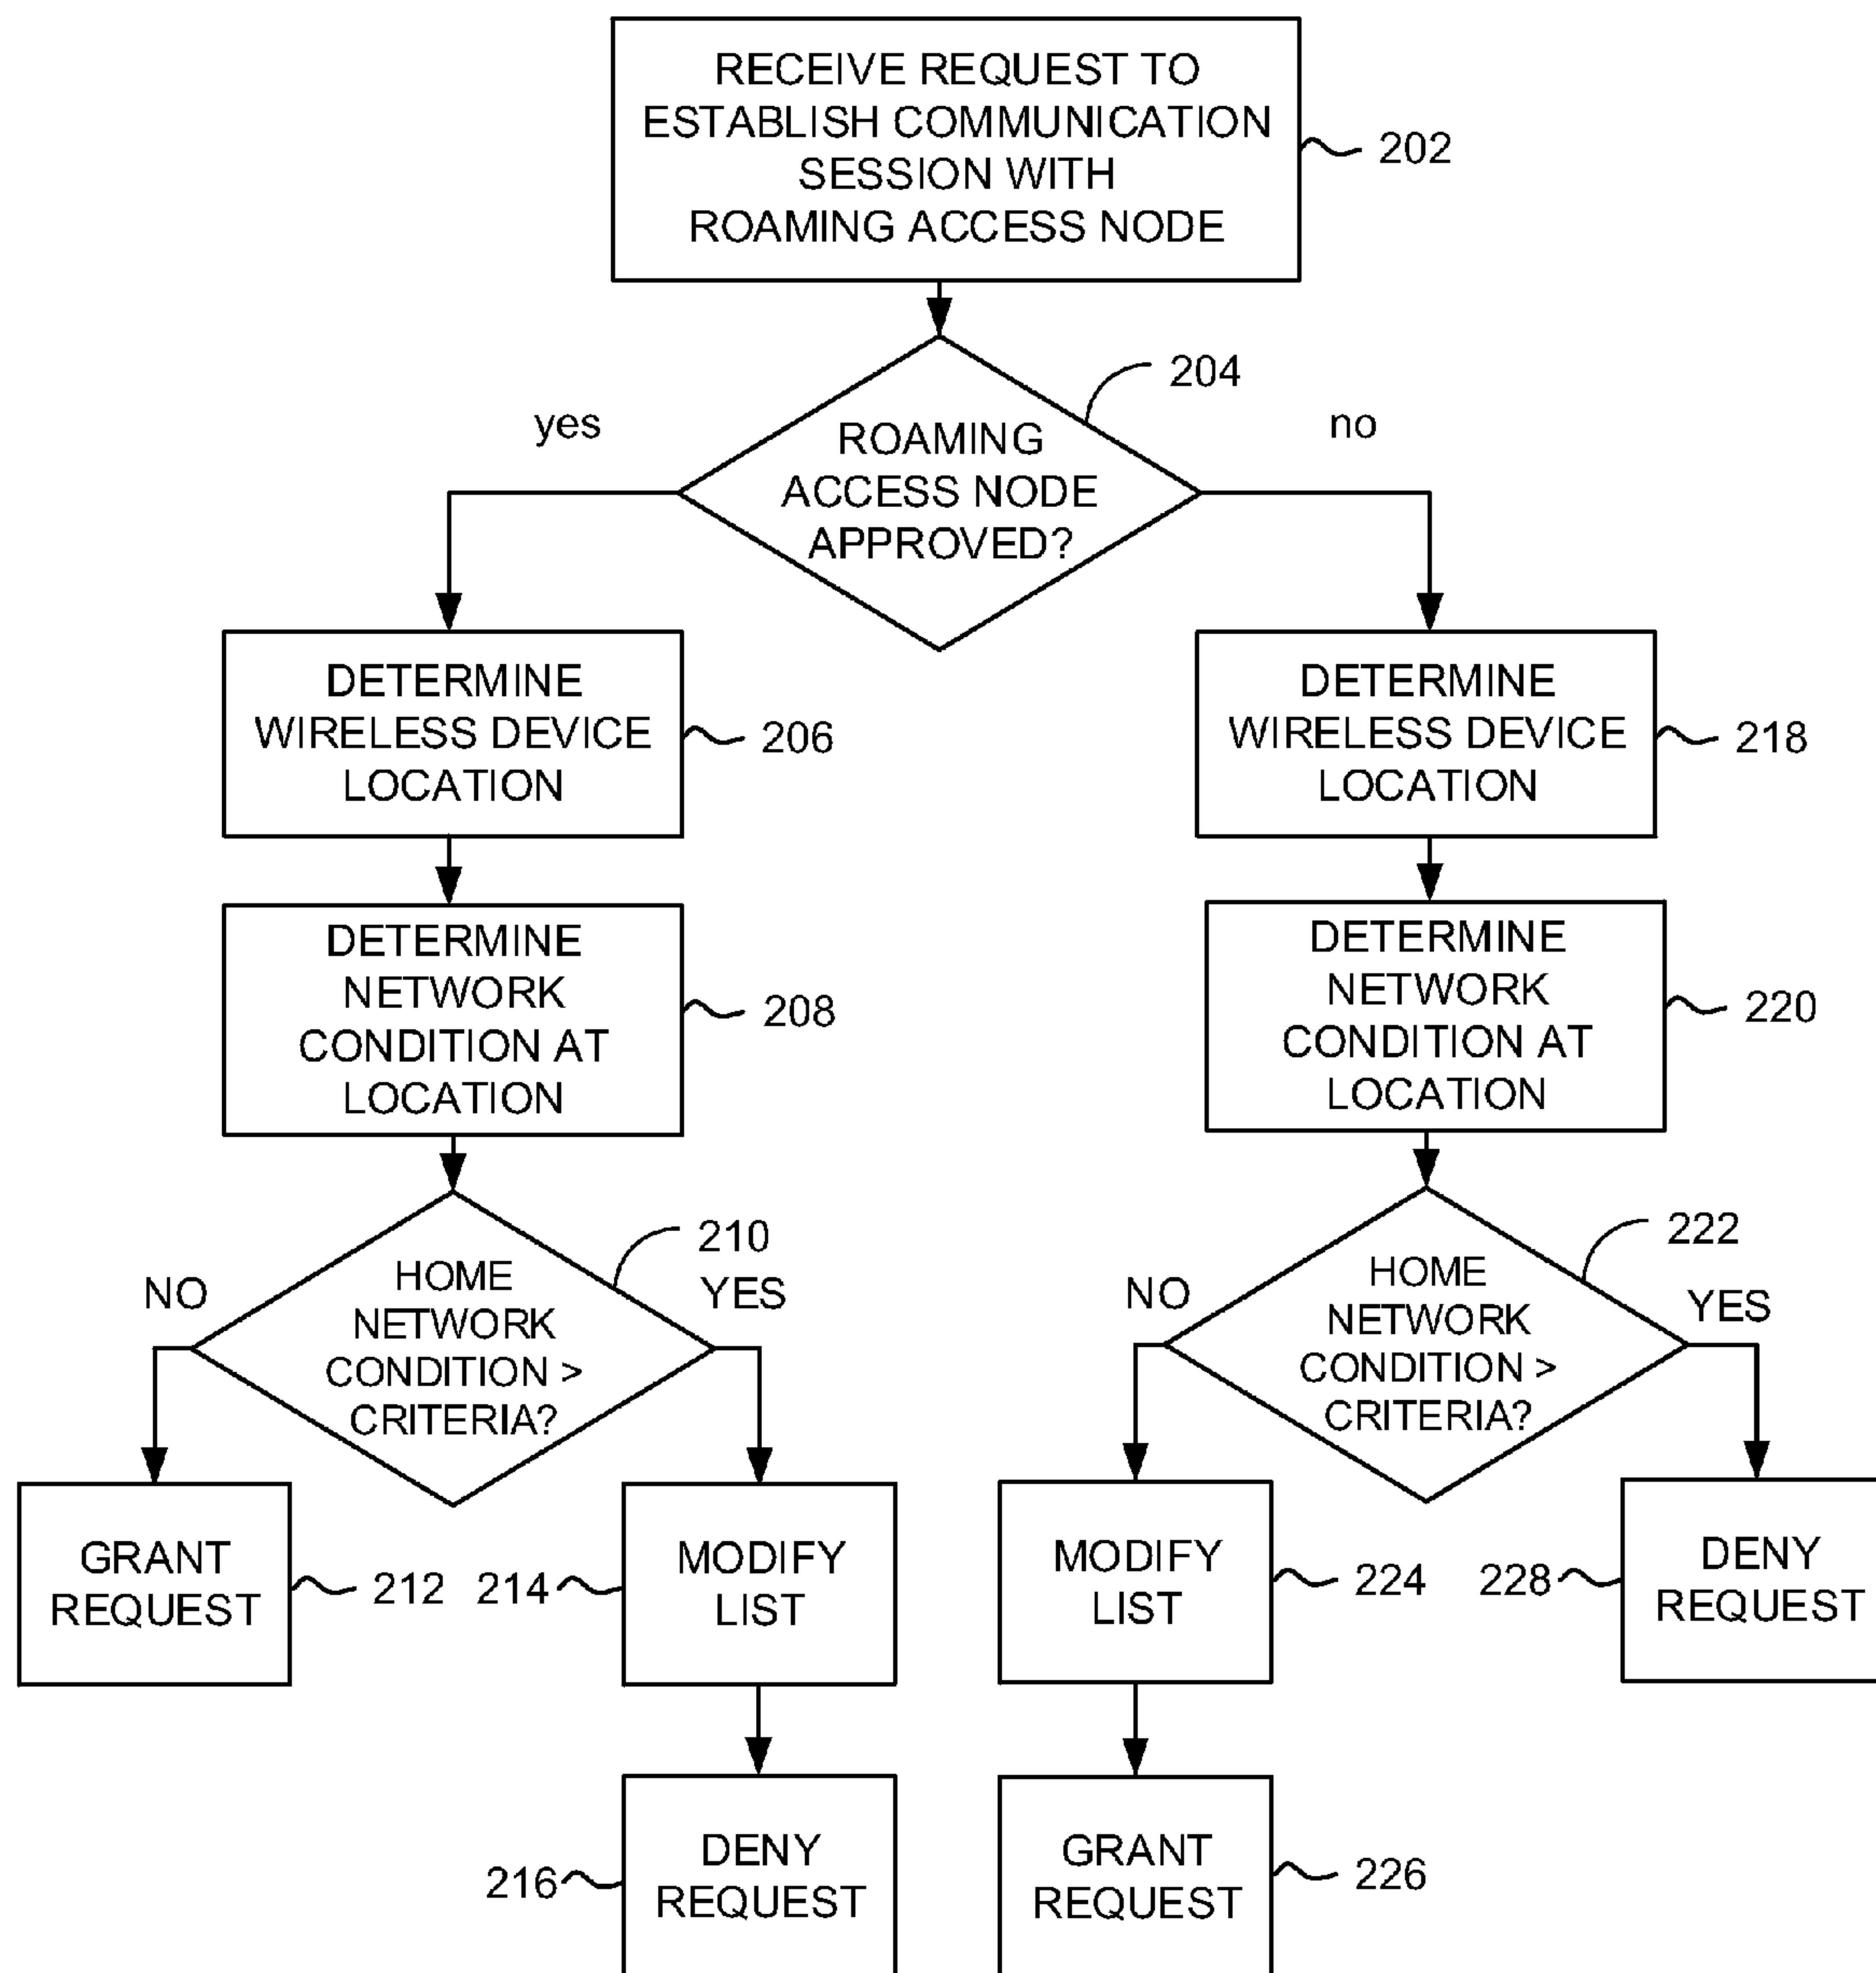 RECEIVE REQUEST TO
ESTABLISH COMMUNICATION
SESSION WITH
ROAMING ACCESS NODE
202
204
yes
no
ROAMING
ACCESS NODE
APPROVED?
DETERMINE
WIRELESS DEVICE
LOCATION
206
DETERMINE
WIRELESS DEVICE
LOCATION
218
DETERMINE
NETWORK
CONDITION AT
LOCATION
208
DETERMINE
NETWORK
CONDITION AT
LOCATION
220
210
NO
YES
HOME
NETWORK
CONDITION >
CRITERIA?
222
NO
YES
HOME
NETWORK
CONDITION >
CRITERIA?
GRANT
REQUEST
212
214
MODIFY
LIST
MODIFY
LIST
224
228
DENY
REQUEST
216
DENY
REQUEST
GRANT
REQUEST
226